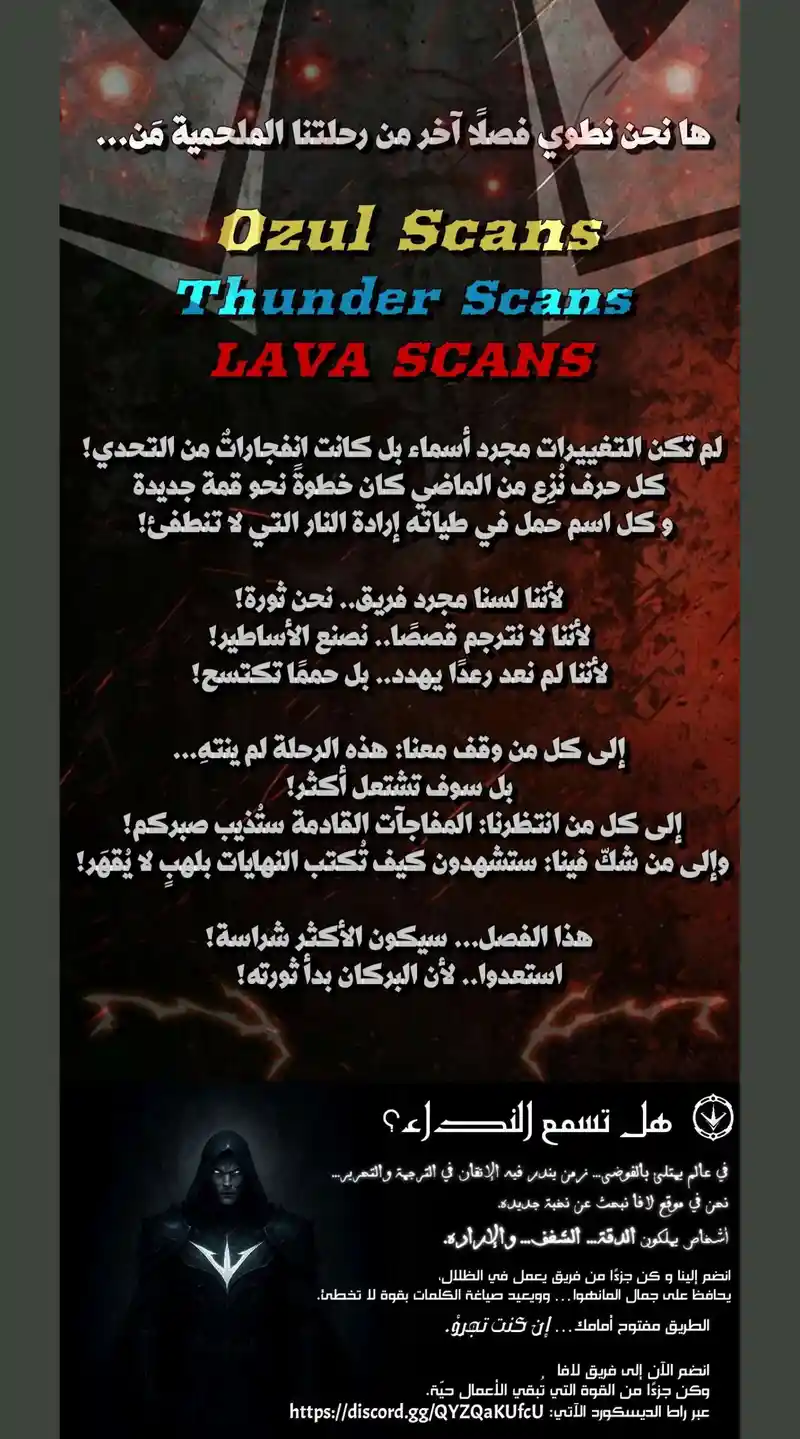 ها نحن نطوي فصلًا آخر من رحلتنا الملحمية مَن...
Ozul Scans
Thunder Scans
LAVA SCANS
لم تكن التغييرات مجرد أسماء بل كانت انفجاراتٌ من التحدي!
كل حرف نُزِع من الماضي كان خطوةً نحو قمة جديدة
و كل اسم حمل في طياته إرادة النار التي لا تنطفئ!
لأننا لسنا مجرد فريق.. نحن ثورة!
لأننا لا نترجم قصصًا.. نصنع الأساطير!
لأننا لم نعد رعدًا يهدد.. بل حممًا تكتسح!
إلى كل من وقف معنا: هذه الرحلة لم ينتهِ...
بل سوف تشتعل أكثر!
إلى كل من انتظرنا: المفاجآت القادمة ستُذيب صبركم!
وإلى من شكّ فينا: ستشهدون كيف تُكتب النهايات بلهبٍ لا يُقهَر!
هذا الفصل... سيكون الأكثر شراسة!
استعدوا.. لأن البركان بدأ ثورته!
هل تسمع النداء؟
في عالم يمتلئ بالفوضى... زمن يندر فيه الإتقان في الترجمة والتحرير...
نحن في موقع لافا نبحث عن نخبة جديدة.
أشخاص يملكون الدقة... الشغف... والإرادة.
انضم إلينا و كن جزءًا من فريق يعمل في الظلال،
يحافظ على جمال المانهوا... وويعيد صياغة الكلمات بقوة لا تخطئ.
الطريق مفتوح أمامك... إن كنت تجرؤ.
انضم الآن إلى فريق لافا
وكن جزءًا من القوة التي تُبقي الأعمال حيّة.
عبر راط الديسكورد الآتي: https://discord.gg/QYZQaKUfcU